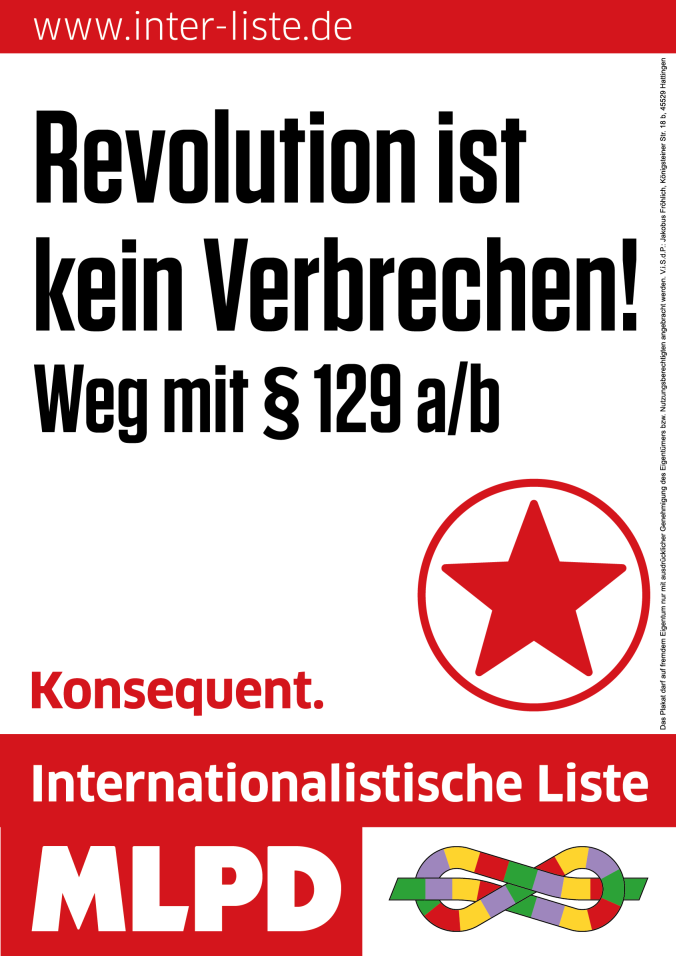 www.inter-liste.de
Revolution ist
kein Verbrechen!
Weg mit § 129 a/b
Konsequent.
Internationalistische Liste
MLPD
Das Plakat darf auf fremdem Eigentum nur mit ausdrücklicher Genehmigung des Eigentümers bzw. Nutzungsberechtigten angebracht werden. V.i.S.d.P.: Jakobus Fröhlich, Königsteiner Str. 18 b, 45529 Hattingen